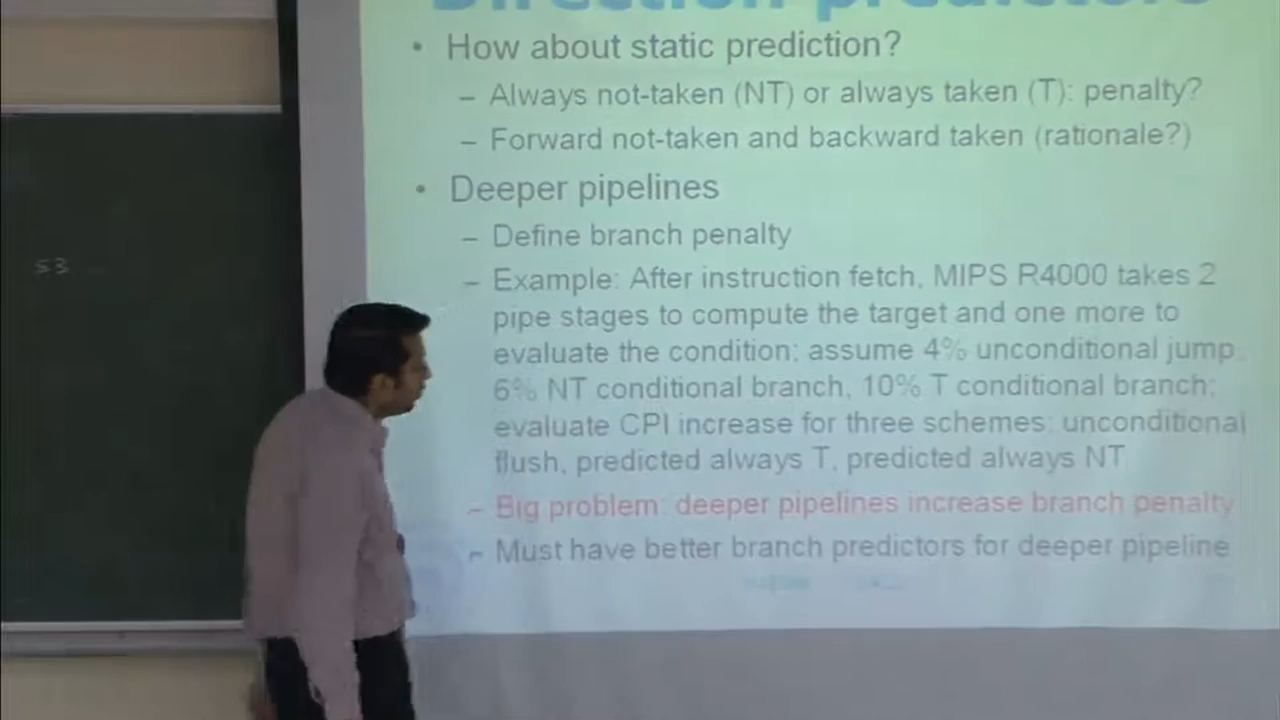 Direction predictors
• How about static prediction?
– Always not-taken (NT) or always taken (T): penalty?
– Forward not-taken and backward taken (rationale?)
• Deeper pipelines
– Define branch penalty
– Example: After instruction fetch, MIPS R4000 takes 2
pipe stages to compute the target and one more to
evaluate the condition; assume 4% unconditional jump,
6% NT conditional branch, 10% T conditional branch;
evaluate CPI increase for three schemes: unconditional
flush, predicted always T, predicted always NT
– Big problem: deeper pipelines increase branch penalty
– Must have better branch predictors for deeper pipeline
53